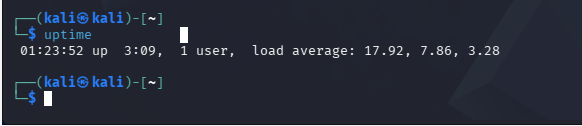 ┌──(kali㉿kali)-[~]
└─$ uptime
 01:23:52 up  3:09,  1 user,  load average: 17.92, 7.86, 3.28
┌──(kali㉿kali)-[~]
└─$